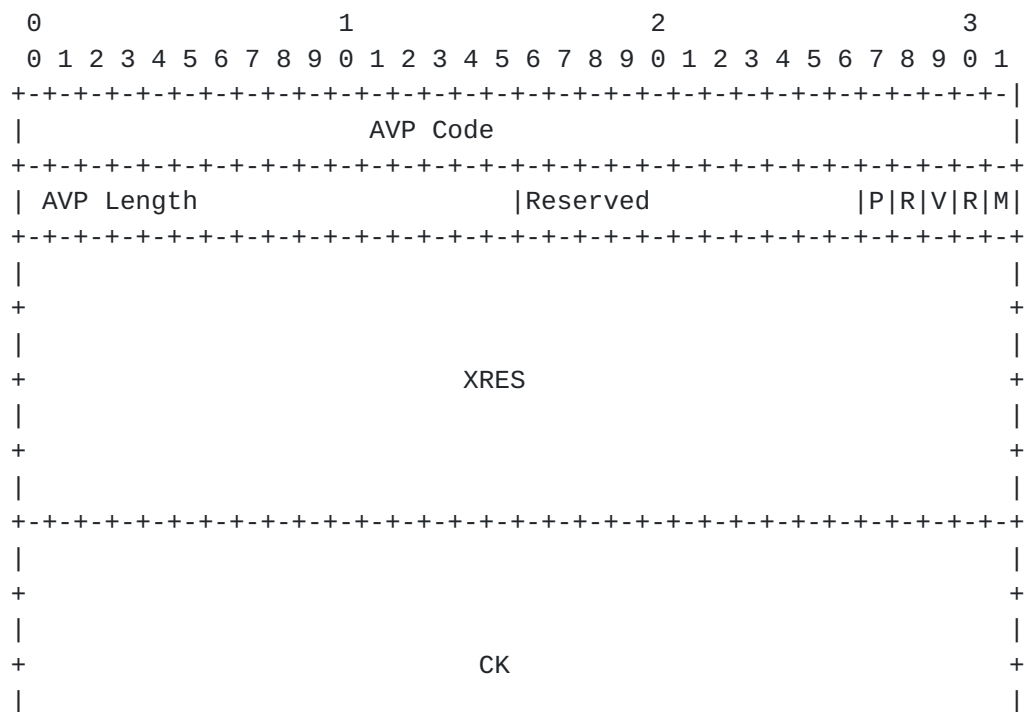 0                   1                   2                   3
 0 1 2 3 4 5 6 7 8 9 0 1 2 3 4 5 6 7 8 9 0 1 2 3 4 5 6 7 8 9 0 1
+-+-+-+-+-+-+-+-+-+-+-+-+-+-+-+-+-+-+-+-+-+-+-+-+-+-+-+-+-+-+-+-|
|                      AVP Code                                 |
+-+-+-+-+-+-+-+-+-+-+-+-+-+-+-+-+-+-+-+-+-+-+-+-+-+-+-+-+-+-+-+-+
| AVP Length                    |Reserved             |P|R|V|R|M|
+-+-+-+-+-+-+-+-+-+-+-+-+-+-+-+-+-+-+-+-+-+-+-+-+-+-+-+-+-+-+-+-+
|                                                               |
+                                                               +
|                                                               |
+                            XRES                               +
|                                                               |
+                                                               +
|                                                               |
+-+-+-+-+-+-+-+-+-+-+-+-+-+-+-+-+-+-+-+-+-+-+-+-+-+-+-+-+-+-+-+-+
|                                                               |
+                                                               +
|                                                               |
+                             CK                                +
|                                                               |